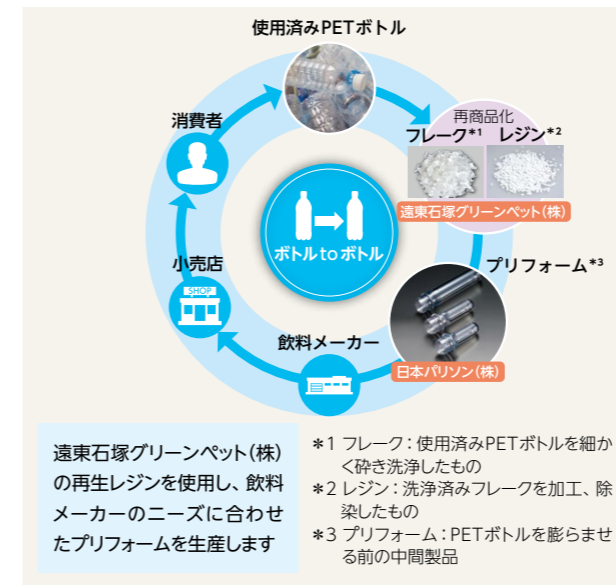 使用済みPETボトル
再商品化
フレーク*1 レジン*2
遠東石塚グリーンペット(株)
プリフォーム*3
日本パリソン(株)
飲料メーカー
小売店
SHOP
消費者
ボトルtoボトル
遠東石塚グリーンペット(株)
の再生レジンを使用し、飲料
メーカーのニーズに合わせ
たプリフォームを生産します
*1 フレーク:使用済みPETボトルを細か
く砕き洗浄したもの
*2 レジン:洗浄済みフレークを加工、除
染したもの
*3 プリフォーム:PETボトルを膨らませ
る前の中間製品